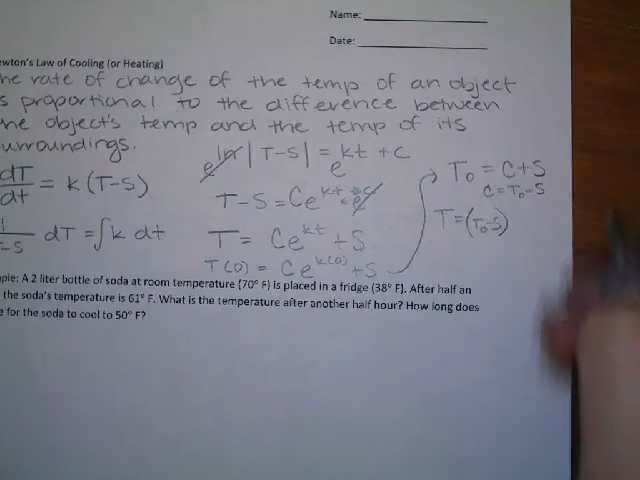 Name:
Date:
ewton's Law of Cooling (or Heating)
he rate of change of the temp of an object
s proportional to the difference between
he object's temp and the temp of its
urroundings.
dT/dt = k(T-S)
1/-S dT = ∫k dt
e^ln|T-S| = e^kt + c
T-S = Ce^kt
T = Ce^kt + S
T(0) = Ce^k(0) + S
T₀ = C+S
C = T₀-S
T = (T₀-S)
ple: A 2 liter bottle of soda at room temperature (70° F) is placed in a fridge (38° F). After half an
the soda's temperature is 61° F. What is the temperature after another half hour? How long does
e for the soda to cool to 50° F?